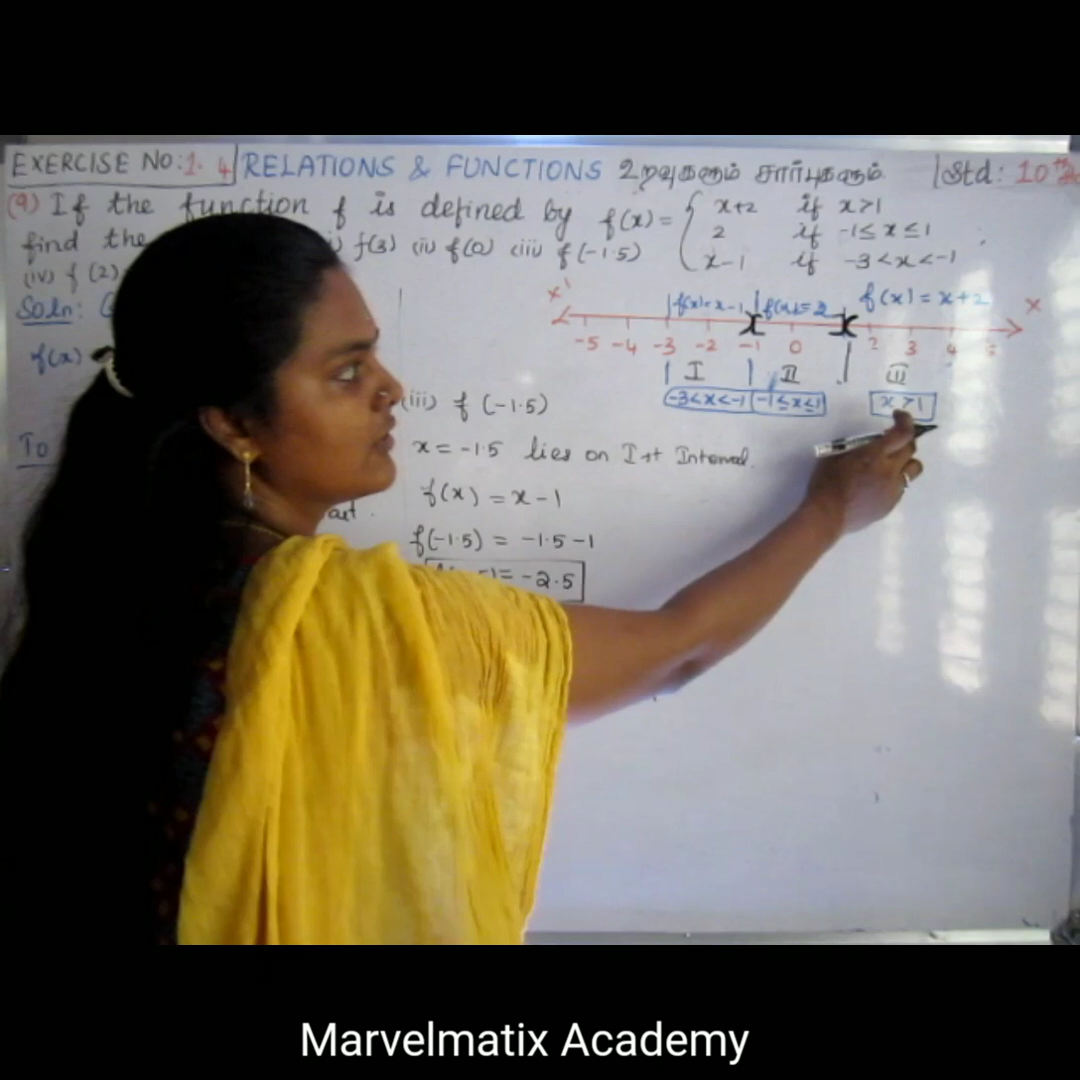 EXERCISE NO:1.4 RELATIONS & FUNCTIONS உறவுகளும் சார்புகளும் Std: 10th
(9) If the function f is defined by f(x) = { x+2 if x>1
2 if -1≤x≤1
x-1 if -3<x<-1
find the i) f(3) (ii) f(0) (iii) f(-1.5)
(iv) f(2)
Soln:
f(x)
To
x' f(x)=x-1 f(x)=2 f(x)=x+2 x
-5 -4 -3 -2 -1 0 2 3 4 5
I II III
-3<x<-1 -1≤x≤1 x>1
(iii) f(-1.5)
x = -1.5 lies on Ist Interval.
f(x) = x-1
f(-1.5) = -1.5-1
= -2.5
Marvelmatix Academy